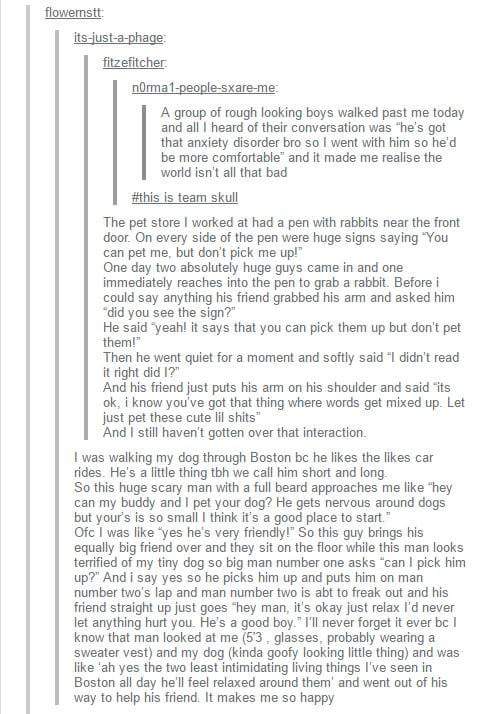 flowernstt:
its-just-a-phage:
fitzefitcher:
n0rma1-people-sxare-me:
A group of rough looking boys walked past me today
and all I heard of their conversation was “he’s got
that anxiety disorder bro so I went with him so he’d
be more comfortable” and it made me realise the
world isn’t all that bad
#this is team skull
The pet store I worked at had a pen with rabbits near the front
door. On every side of the pen were huge signs saying “You
can pet me, but don’t pick me up!”
One day two absolutely huge guys came in and one
immediately reaches into the pen to grab a rabbit. Before i
could say anything his friend grabbed his arm and asked him
“did you see the sign?”
He said “yeah! it says that you can pick them up but don’t pet
them!”
Then he went quiet for a moment and softly said “I didn’t read
it right did I?”
And his friend just puts his arm on his shoulder and said “its
ok, i know you’ve got that thing where words get mixed up. Let
just pet these cute lil shits”
And I still haven’t gotten over that interaction.
I was walking my dog through Boston bc he likes the likes car
rides. He’s a little thing tbh we call him short and long.
So this huge scary man with a full beard approaches me like “hey
can my buddy and I pet your dog? He gets nervous around dogs
but your’s is so small I think it’s a good place to start.”
Ofc I was like “yes he’s very friendly!” So this guy brings his
equally big friend over and they sit on the floor while this man looks
terrified of my tiny dog so big man number one asks “can I pick him
up?” And i say yes so he picks him up and puts him on man
number two’s lap and man number two is abt to freak out and his
friend straight up just goes “hey man, it’s okay just relax I’d never
let anything hurt you. He’s a good boy.” I’ll never forget it ever bc I
know that man looked at me (5’3 , glasses, probably wearing a
sweater vest) and my dog (kinda goofy looking little thing) and was
like ‘ah yes the two least intimidating living things I’ve seen in
Boston all day he’ll feel relaxed around them’ and went out of his
way to help his friend. It makes me so happy